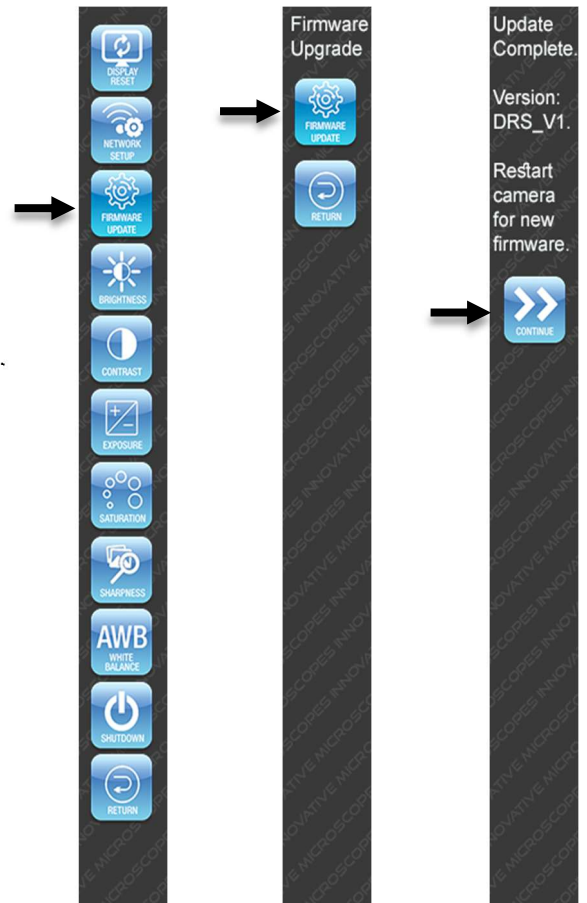 DISPLAY
RESET
NETWORK
SETUP
FIRMWARE
UPDATE
BRIGHTNESS
CONTRAST
EXPOSURE
SATURATION
SHARPNESS
AWB
WHITE
BALANCE
SHUTDOWN
RETURN
Firmware
Upgrade
FIRMWARE
UPDATE
RETURN
Update
Complete.
Version:
DRS_V1.
Restart
camera
for new
firmware.
CONTINUE